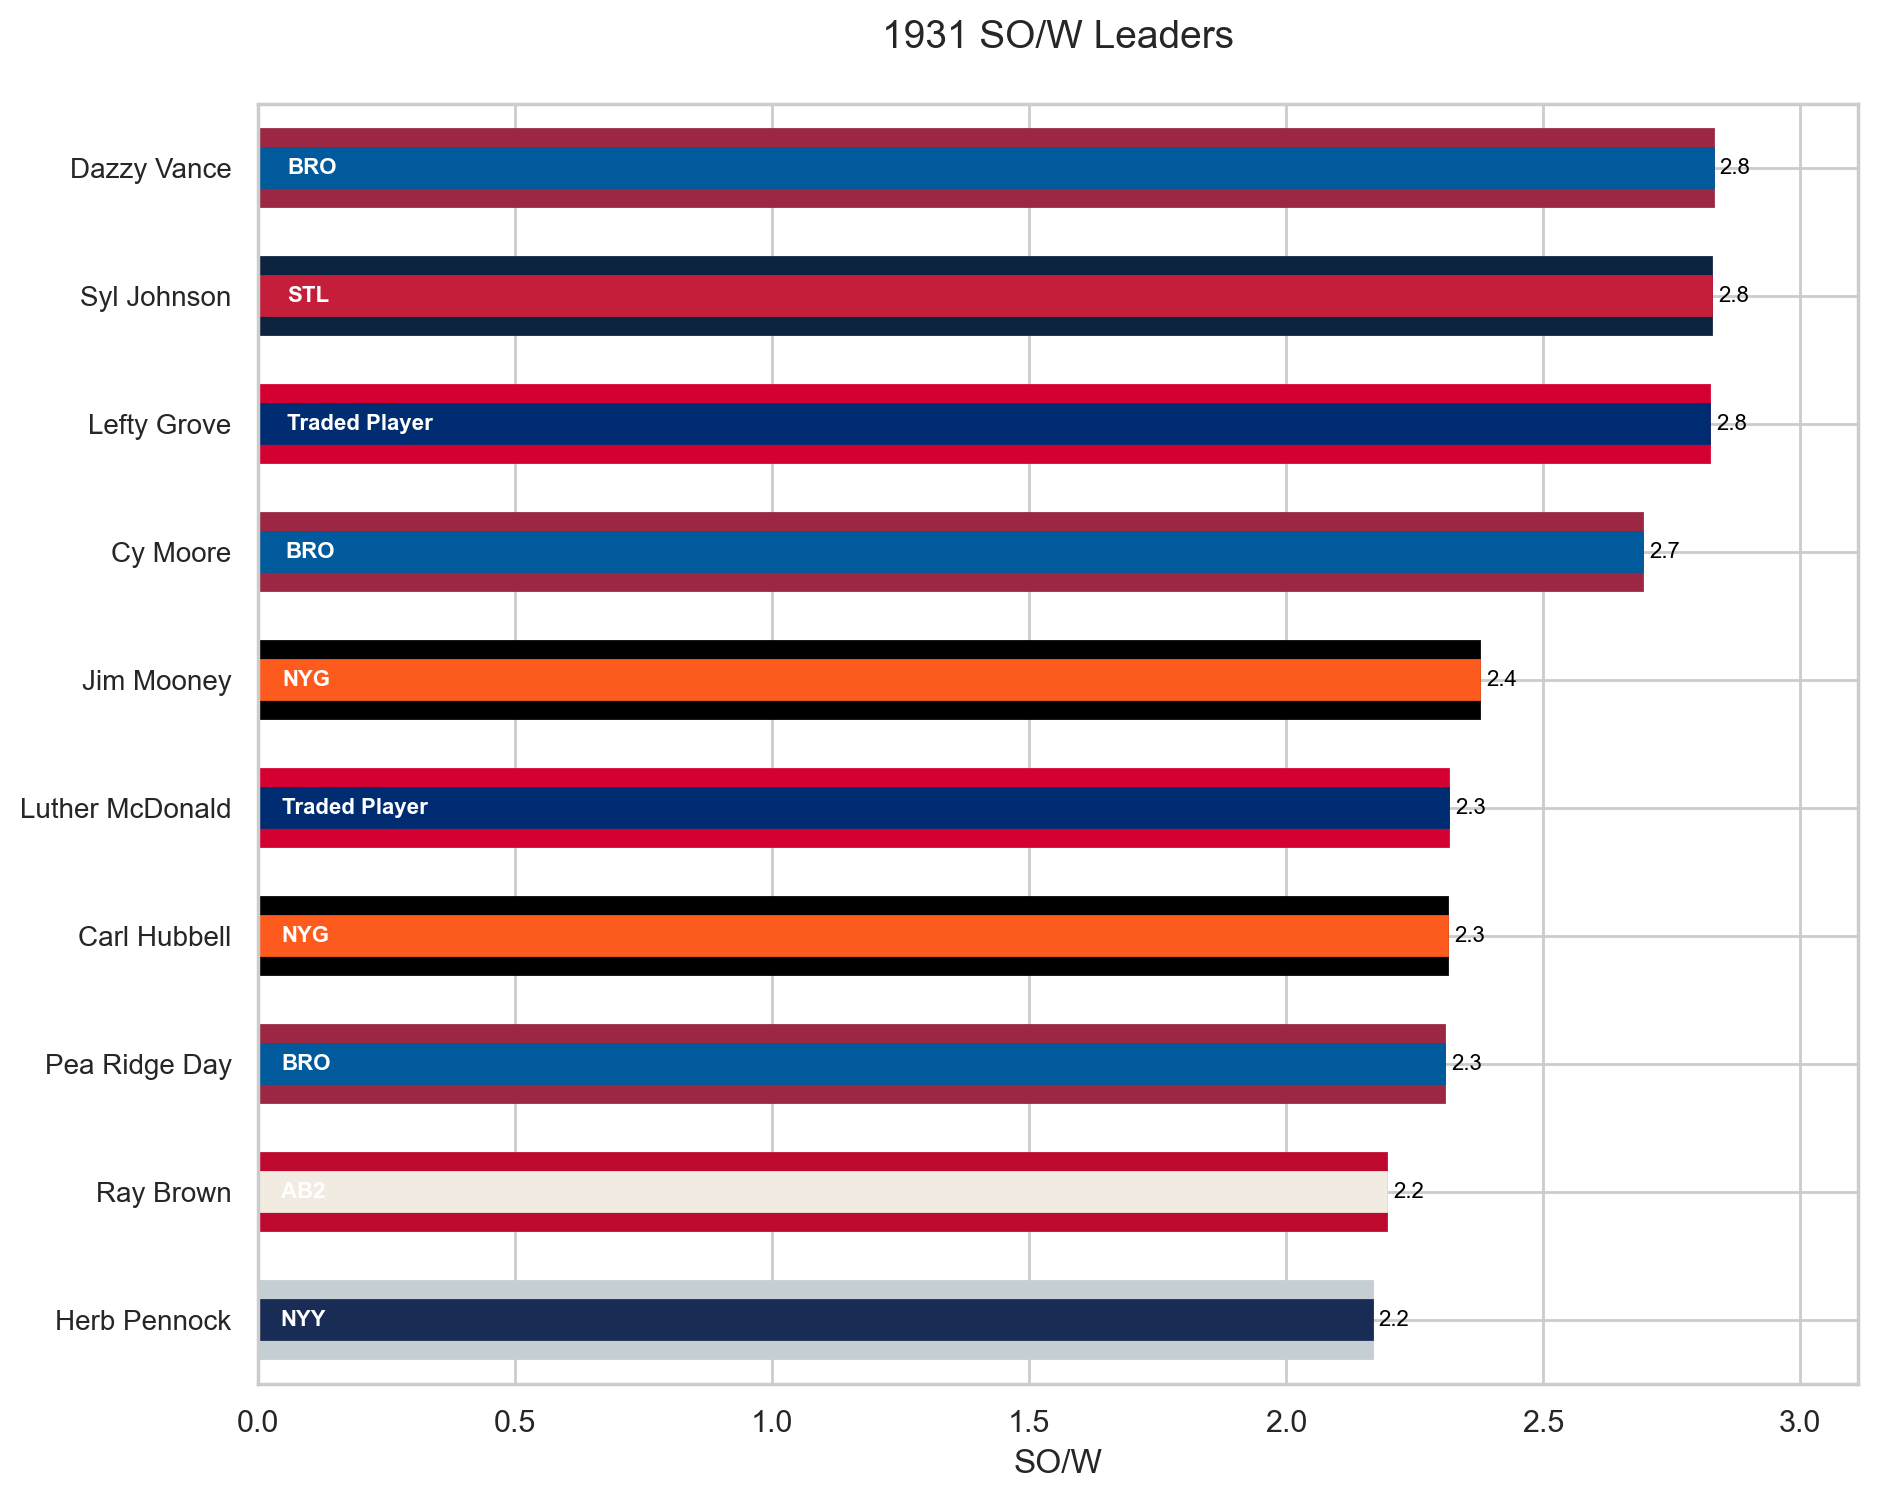 1931 SO/W Leaders
Dazzy Vance BRO 2.8
Syl Johnson STL 2.8
Lefty Grove Traded Player 2.8
Cy Moore BRO 2.7
Jim Mooney NYG 2.4
Luther McDonald Traded Player 2.3
Carl Hubbell NYG 2.3
Pea Ridge Day BRO 2.3
Ray Brown AB2 2.2
Herb Pennock NYY 2.2
0.0 0.5 1.0 1.5 2.0 2.5 3.0
SO/W